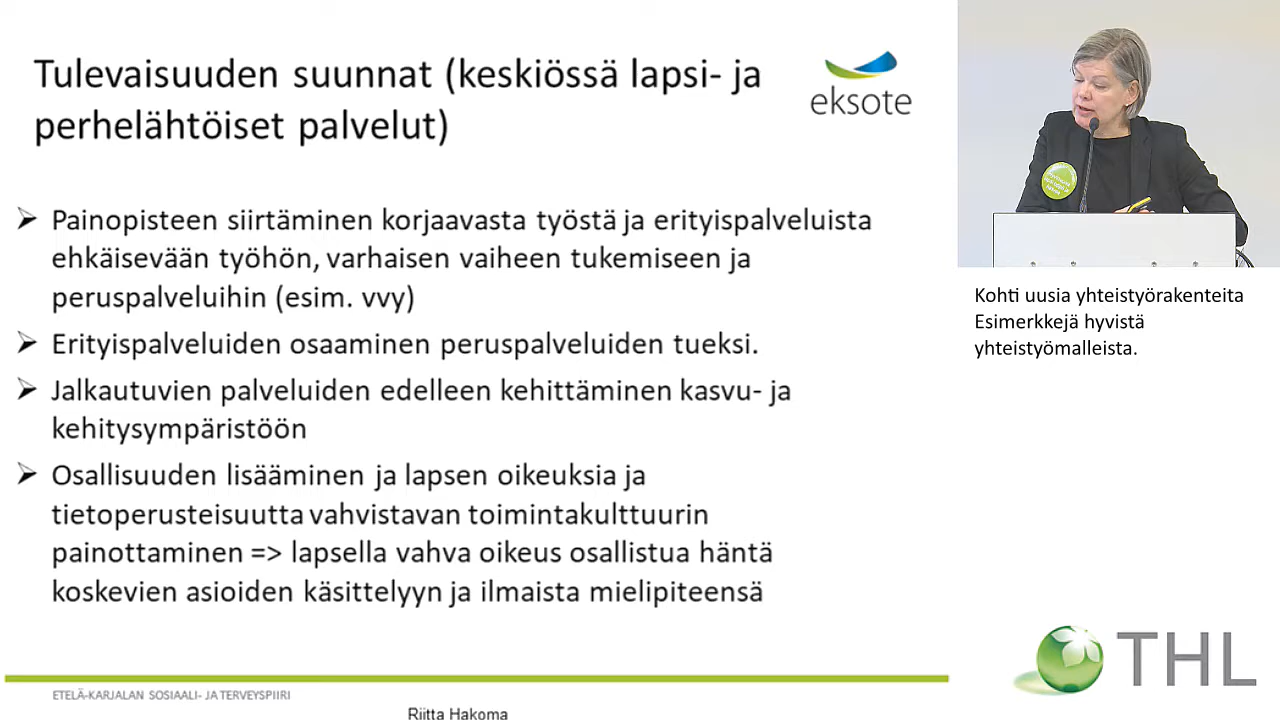 Tulevaisuuden suunnat (keskiössä lapsi- ja
perhelähtöiset palvelut)
eksote
Painopisteen siirtäminen korjaavasta työstä ja erityispalveluista
ehkäisevään työhön, varhaisen vaiheen tukemiseen ja
peruspalveluihin (esim. vvy)
Erityispalveluiden osaaminen peruspalveluiden tueksi.
Jalkautuvien palveluiden edelleen kehittäminen kasvu- ja
kehitysympäristöön
Osallisuuden lisääminen ja lapsen oikeuksia ja
tietoperusteisuutta vahvistavan toimintakulttuurin
painottaminen => lapsella vahva oikeus osallistua häntä
koskevien asioiden käsittelyyn ja ilmaista mielipiteensä
ETELÄ-KARJALAN SOSIAALI- JA TERVEYSPIIRI
Riitta Hakoma
Kohti uusia yhteistyörakenteita
Esimerkkejä hyvistä
yhteistyömalleista.
THL